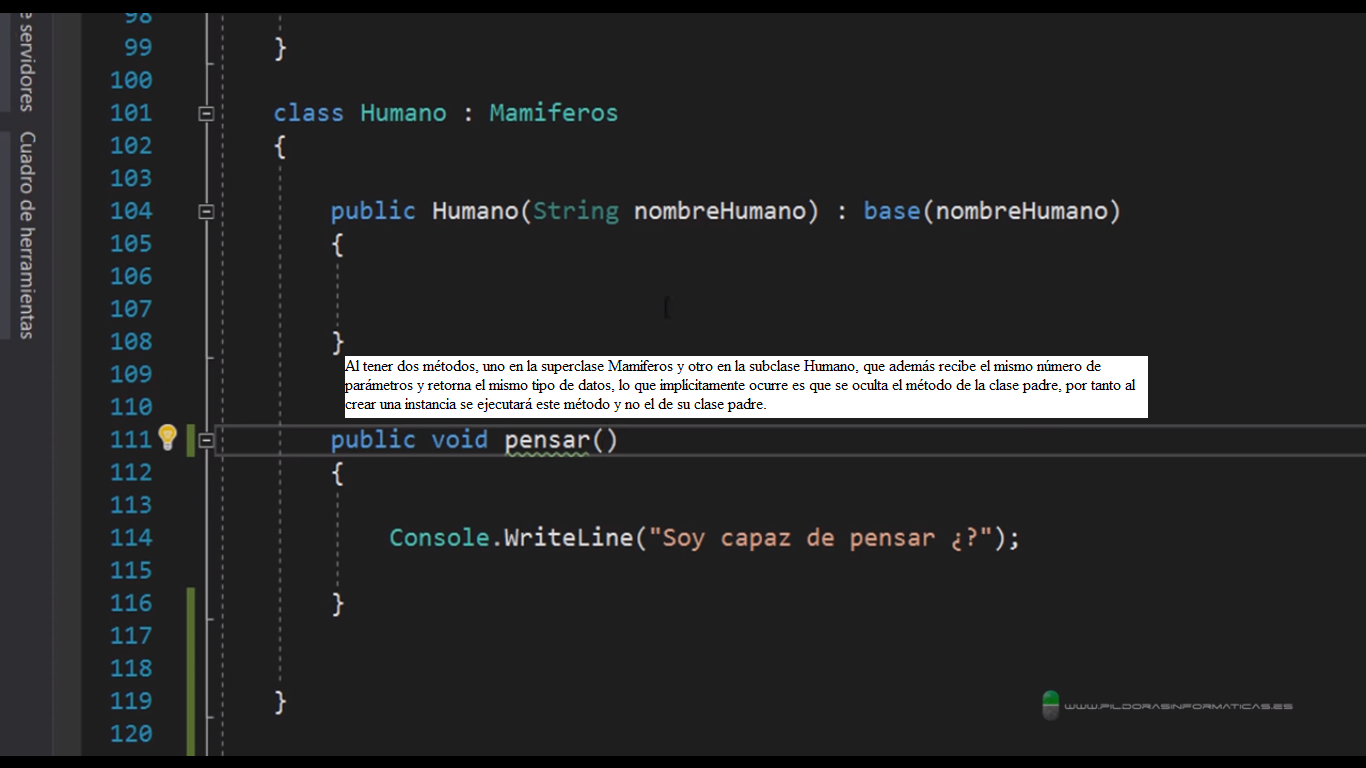 e servidores
Cuadro de herramientas
98
99 }
100
101 class Humano : Mamiferos
102 {
103
104 public Humano(String nombreHumano) : base(nombreHumano)
105 {
106
107
108 }
109
110
Al tener dos métodos, uno en la superclase Mamiferos y otro en la subclase Humano, que además recibe el mismo número de
parámetros y retorna el mismo tipo de datos, lo que implícitamente ocurre es que se oculta el método de la clase padre, por tanto al
crear una instancia se ejecutará este método y no el de su clase padre.
111 public void pensar()
112 {
113
114 Console.WriteLine("Soy capaz de pensar ¿?");
115
116 }
117
118
119 }
120
WWW.PILDORASINFORMATICAS.ES